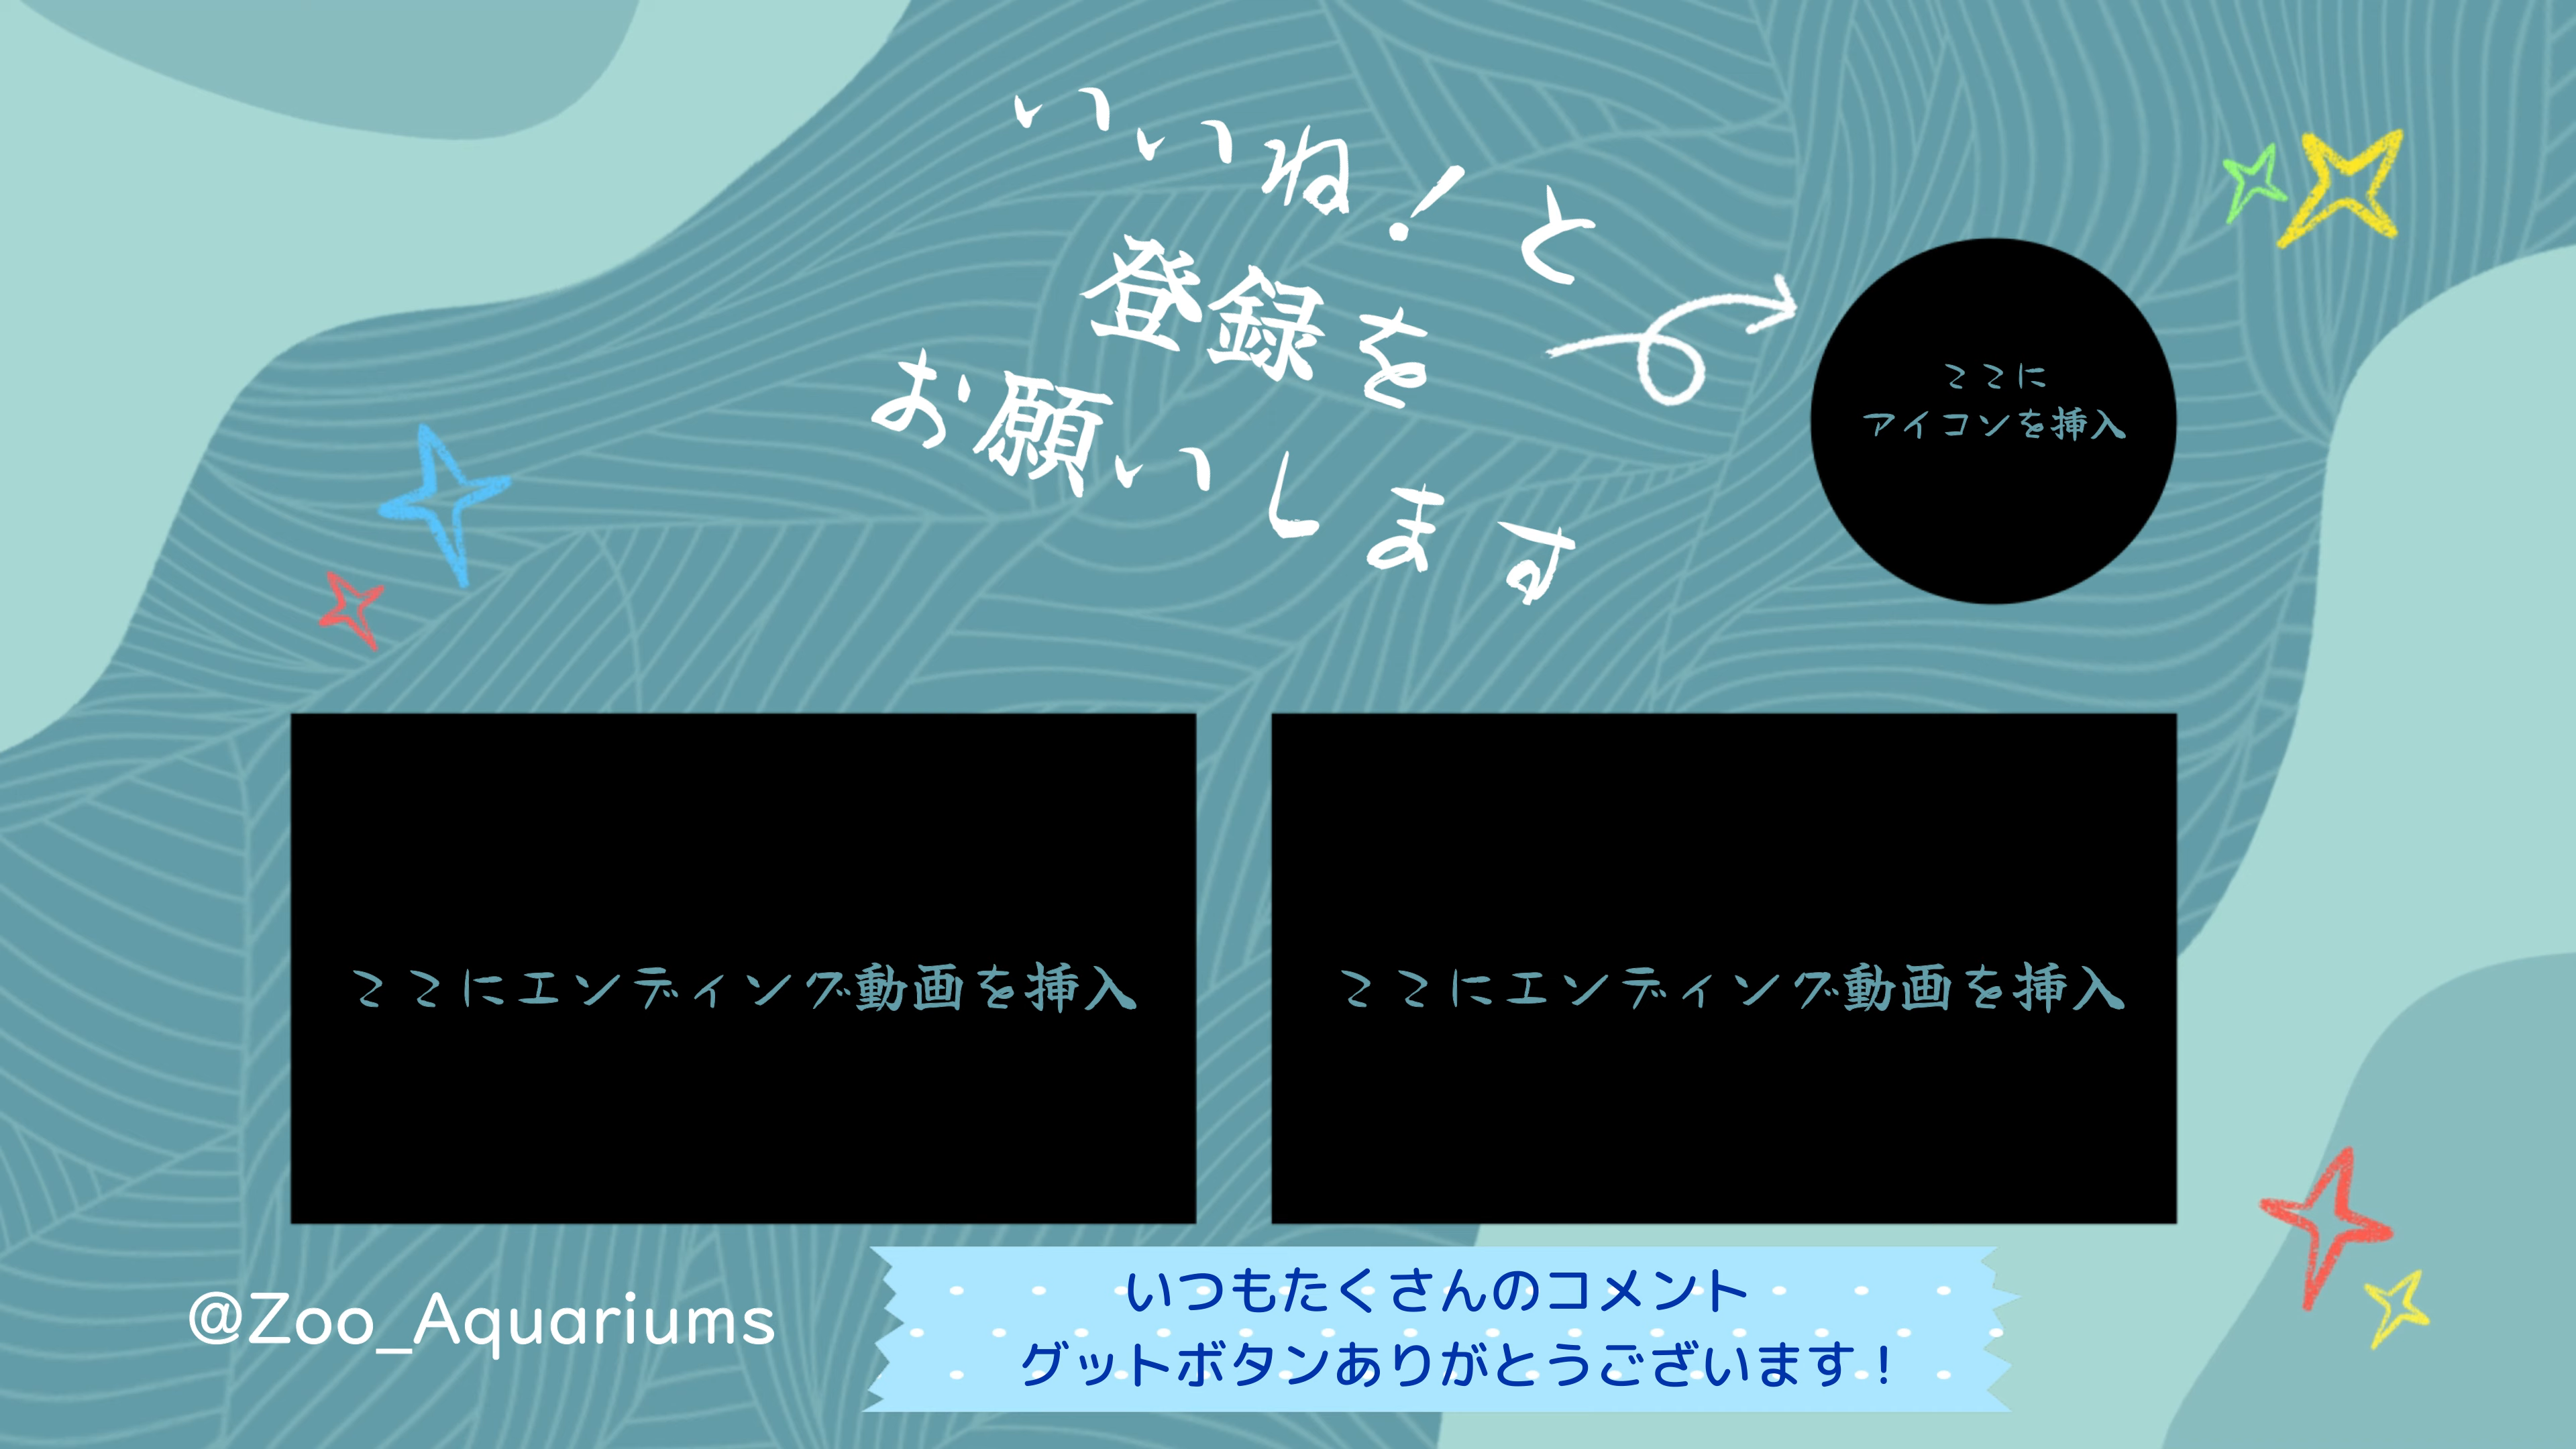 いいね！と
登録を
お願いします
ここに
アイコンを挿入
ここにエンディング動画を挿入
ここにエンディング動画を挿入
@Zoo_Aquariums
いつもたくさんのコメント
グットボタンありがとうございます！